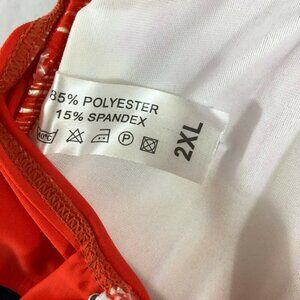 85% POLYESTER
15% SPANDEX
P
2XL